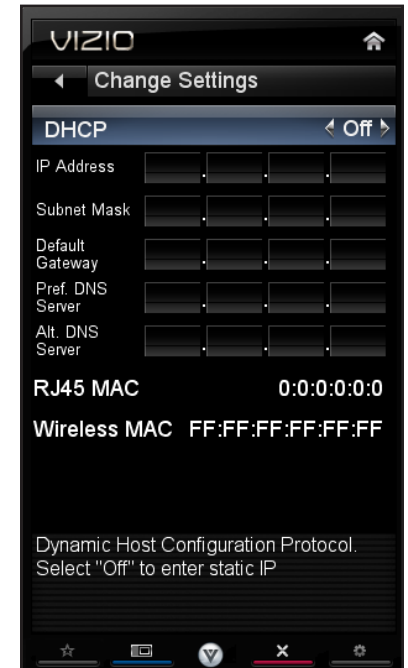 VIZIO
Change Settings
DHCP Off
IP Address . . .
Subnet Mask . . .
Default
Gateway . . .
Pref. DNS
Server . . .
Alt. DNS
Server . . .
RJ45 MAC 0:0:0:0:0:0
Wireless MAC FF:FF:FF:FF:FF:FF
Dynamic Host Configuration Protocol.
Select "Off" to enter static IP
V